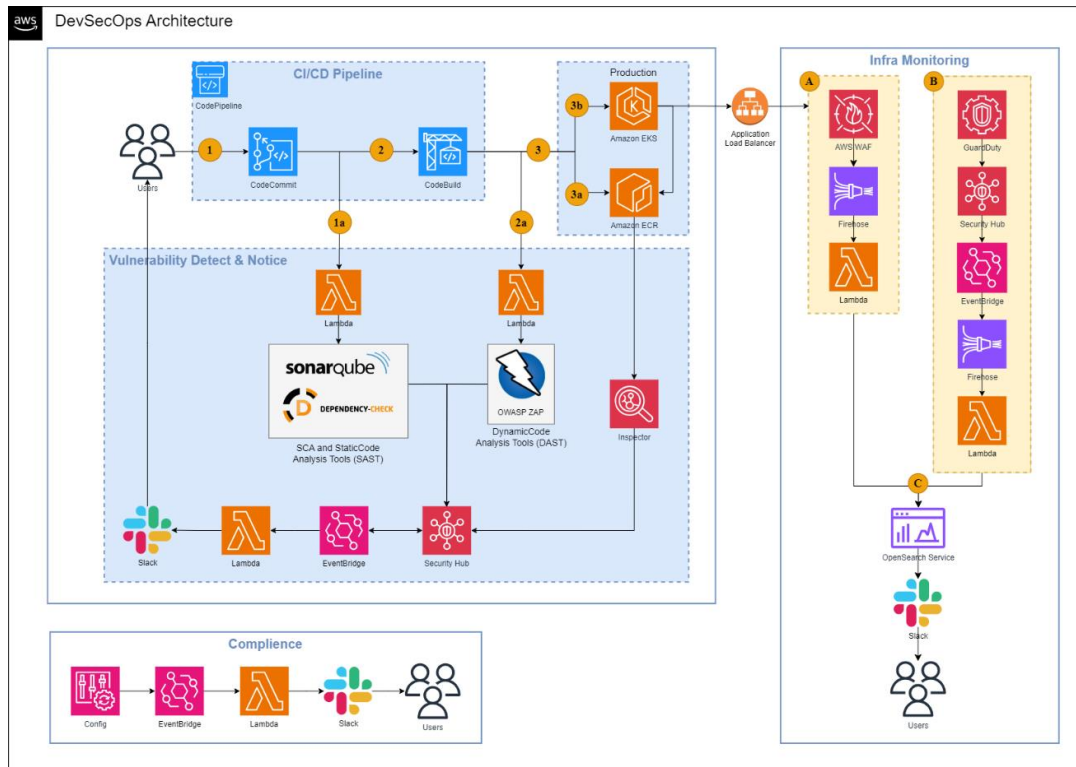 aws
DevSecOps Architecture
CI/CD Pipeline
CodePipeline
Users
1
CodeCommit
2
CodeBuild
3
Production
3b
Amazon EKS
3a
Amazon ECR
1a
2a
Vulnerability Detect & Notice
Lambda
Lambda
sonarqube
DEPENDENCY-CHECK
SCA and StaticCode
Analysis Tools (SAST)
OWASP ZAP
DynamicCode
Analysis Tools (DAST)
Inspector
Slack
Lambda
EventBridge
Security Hub
Application
Load Balancer
Infra Monitoring
A
AWS WAF
Firehose
Lambda
B
GuardDuty
Security Hub
EventBridge
Firehose
Lambda
C
OpenSearch Service
Slack
Users
Complience
Config
EventBridge
Lambda
Slack
Users